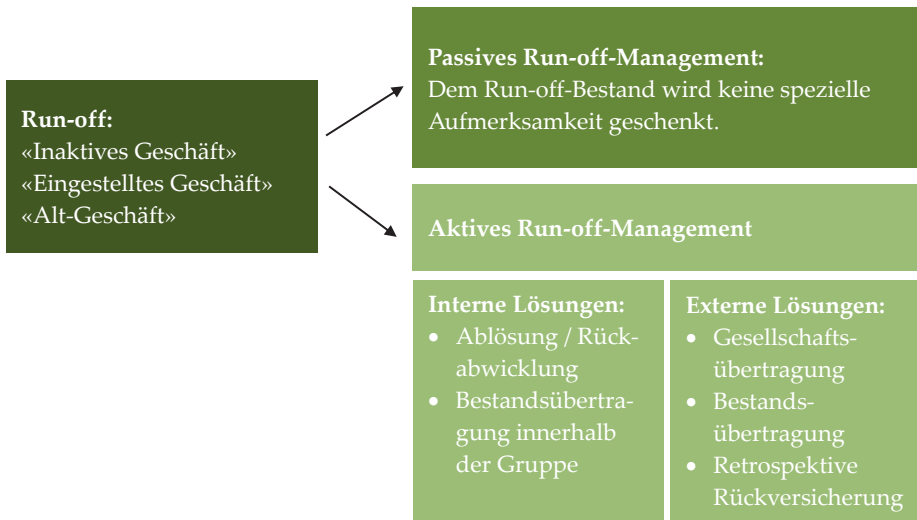 Run-off:
«Inaktives Geschäft»
«Eingestelltes Geschäft»
«Alt-Geschäft»
Passives Run-off-Management:
Dem Run-off-Bestand wird keine spezielle
Aufmerksamkeit geschenkt.
Aktives Run-off-Management
Interne Lösungen:
• Ablösung / Rück-
abwicklung
• Bestandsübertra-
gung innerhalb
der Gruppe
Externe Lösungen:
• Gesellschafts-
übertragung
• Bestands-
übertragung
• Retrospektive
Rückversicherung